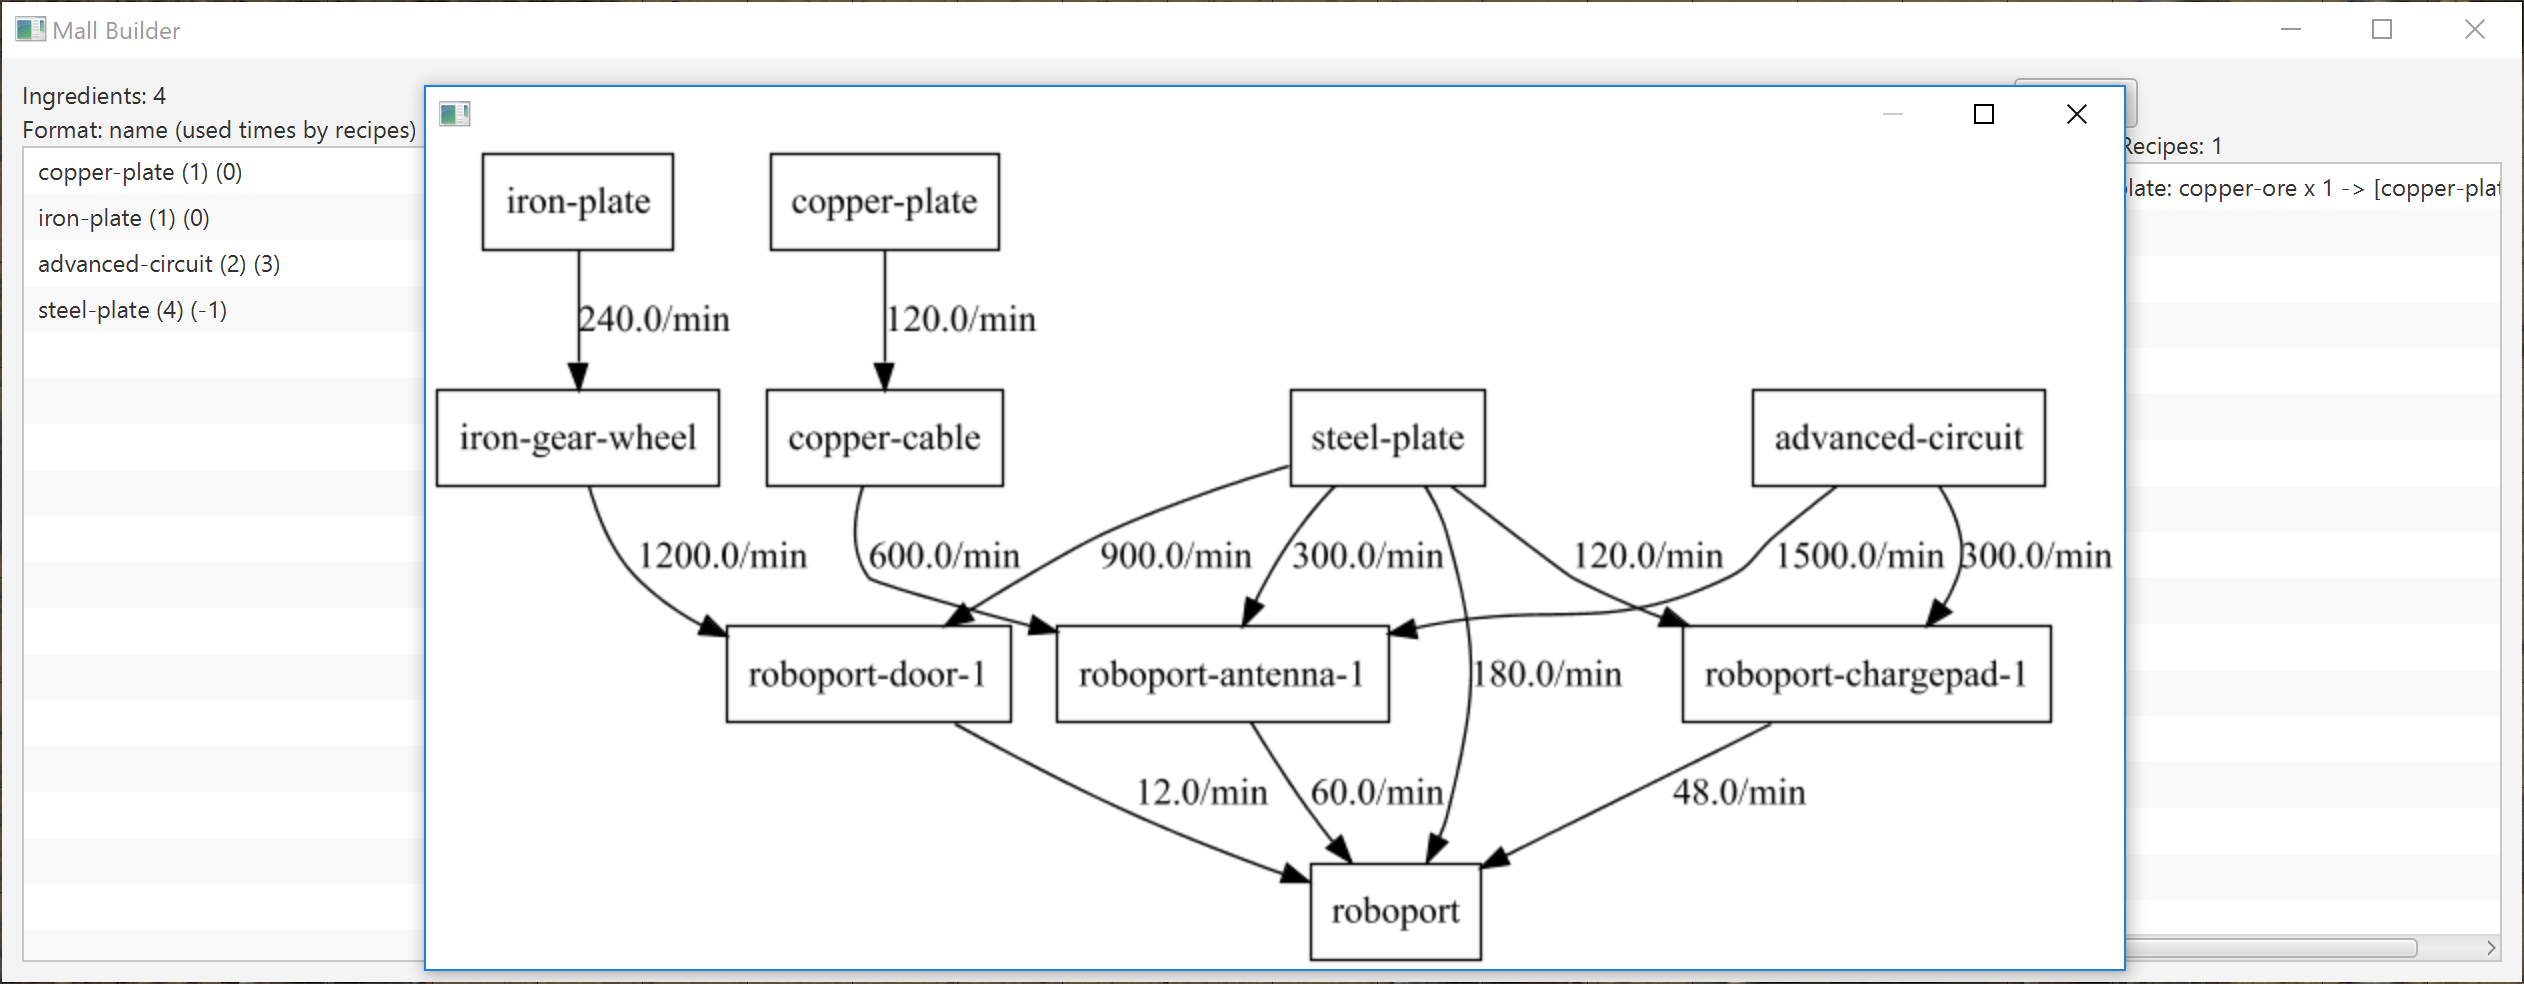 Mall Builder
Ingredients: 4
Format: name (used times by recipes)
copper-plate (1) (0)
iron-plate (1) (0)
advanced-circuit (2) (3)
steel-plate (4) (-1)
iron-plate
copper-plate
240.0/min
120.0/min
iron-gear-wheel
copper-cable
steel-plate
advanced-circuit
1200.0/min
600.0/min
900.0/min
300.0/min
120.0/min
1500.0/min
300.0/min
roboport-door-1
roboport-antenna-1
180.0/min
roboport-chargepad-1
12.0/min
60.0/min
48.0/min
roboport
Recipes: 1
copper-ore x 1 -> [copper-plat